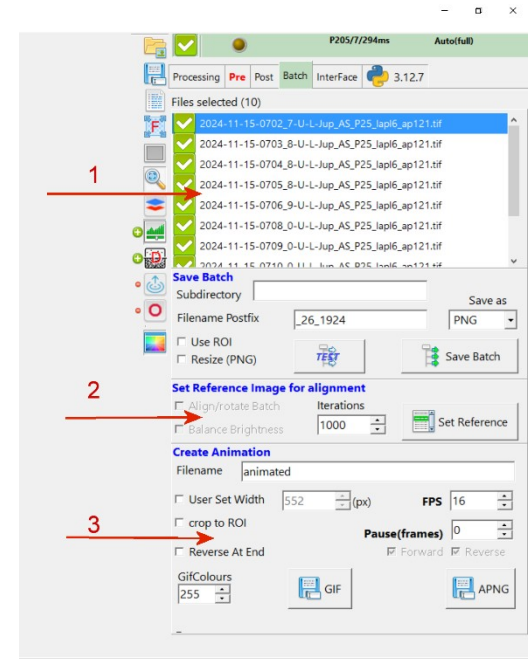 P205/7/294ms Auto(full)
Processing Pre Post Batch InterFace 3.12.7
Files selected (10)
2024-11-15-0702_7-U-L-Jup_AS_P25_lapl6_ap121.tif
2024-11-15-0703_8-U-L-Jup_AS_P25_lapl6_ap121.tif
2024-11-15-0704_8-U-L-Jup_AS_P25_lapl6_ap121.tif
1
2024-11-15-0705_8-U-L-Jup_AS_P25_lapl6_ap121.tif
2024-11-15-0706_9-U-L-Jup_AS_P25_lapl6_ap121.tif
2024-11-15-0708_0-U-L-Jup_AS_P25_lapl6_ap121.tif
2024-11-15-0709_0-U-L-Jup_AS_P25_lapl6_ap121.tif
2024-11-15-0710_0-U-L-Jup_AS_P25_lapl6_ap121.tif
Save Batch
Subdirectory
Save as
Filename Postfix _26_1924 PNG
Use ROI
Resize (PNG) TEST Save Batch
Set Reference Image for alignment
2
Align/rotate Batch Iterations
Balance Brightness 1000 Set Reference
Create Animation
Filename animated
User Set Width 552 (px) FPS 16
3
crop to ROI Pause(frames) 0
Reverse At End Forward Reverse
GifColours
255 GIF APNG